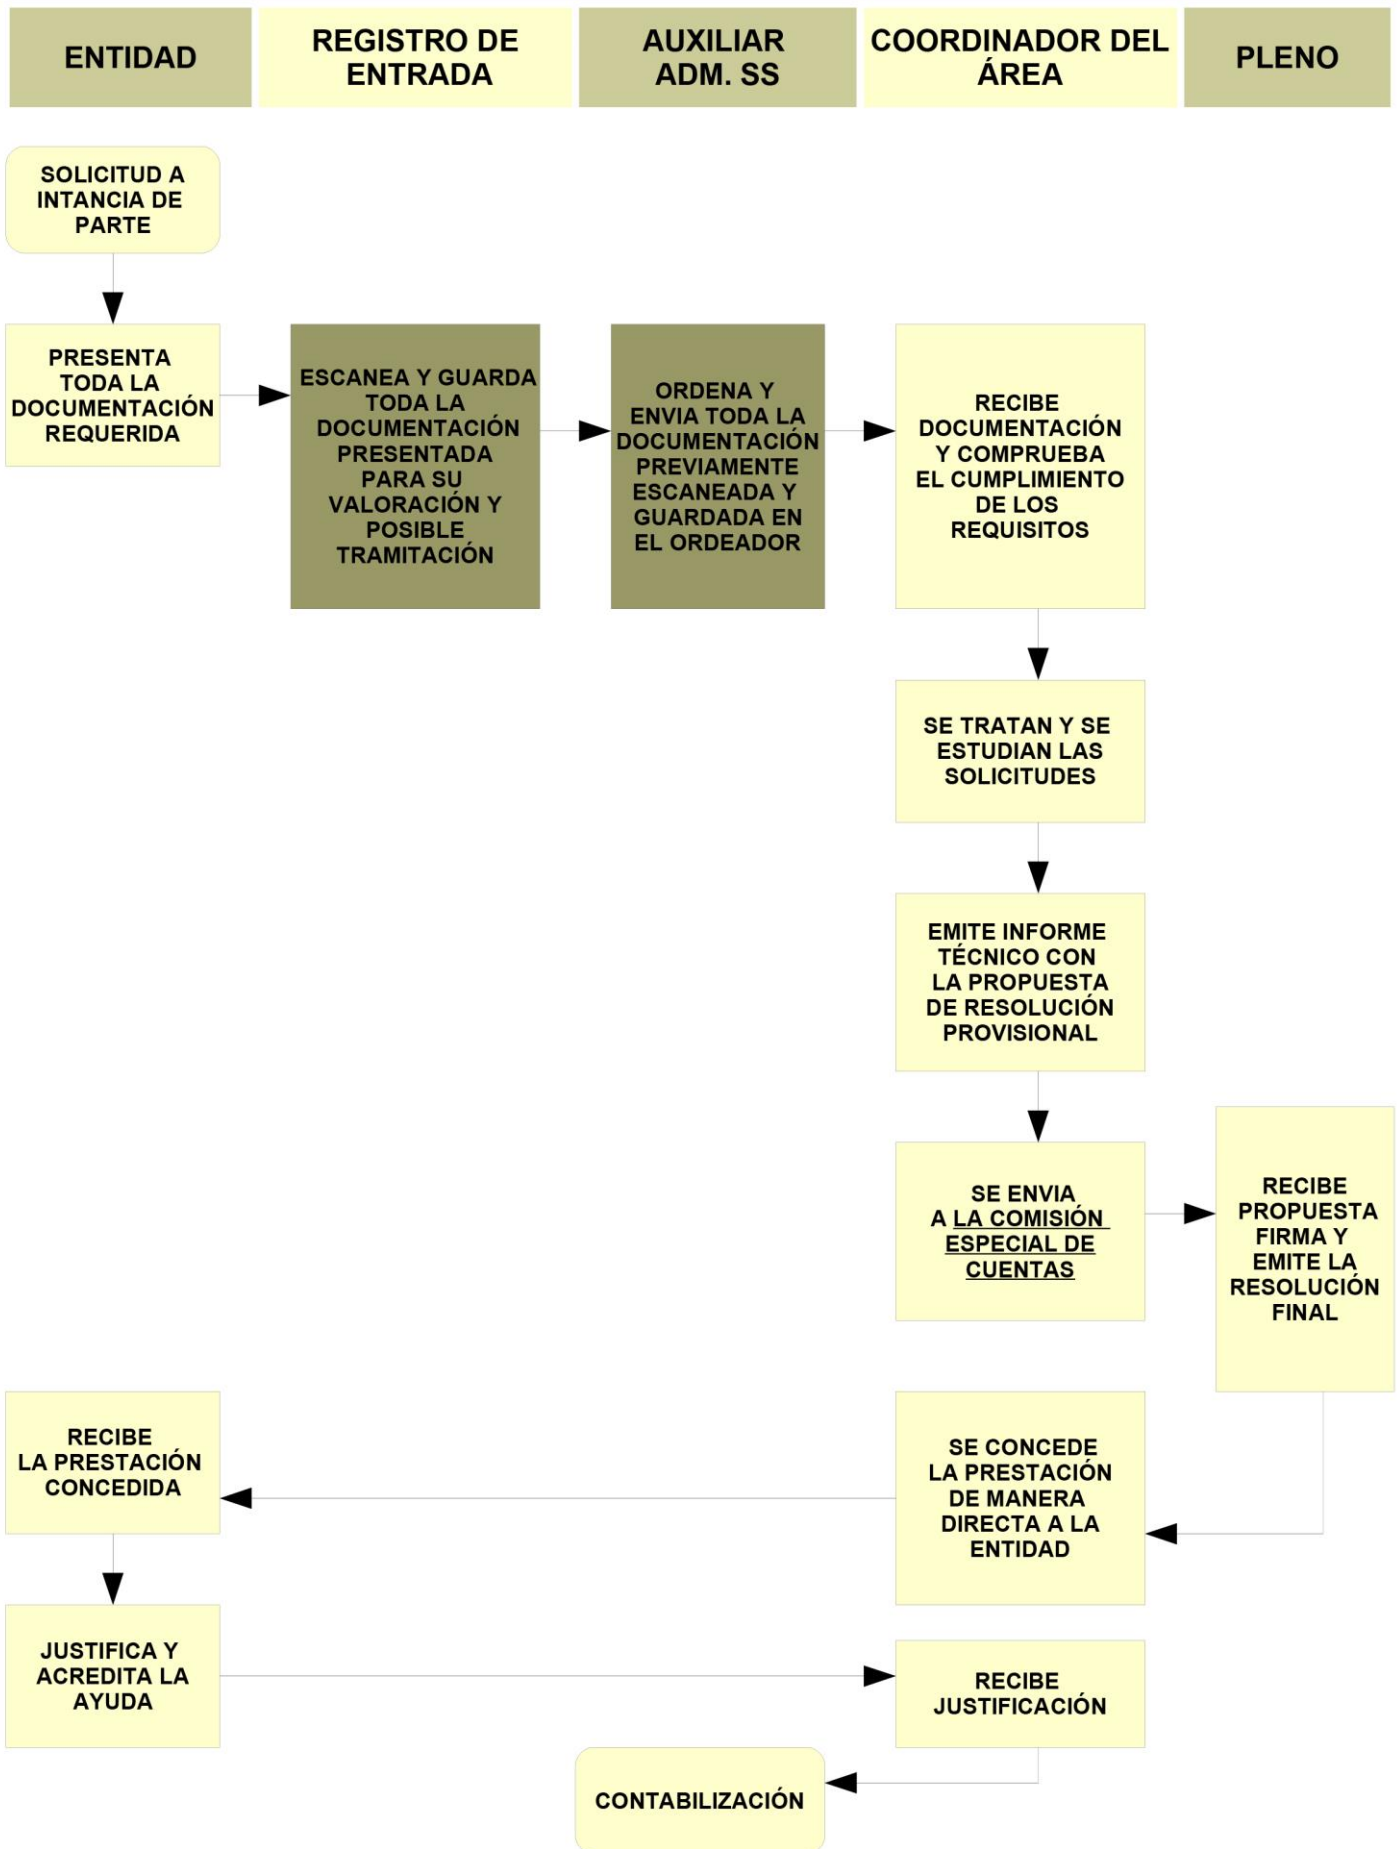 ENTIDAD
REGISTRO DE
ENTRADA
AUXILIAR
ADM. SS
COORDINADOR DEL
ÁREA
PLENO
SOLICITUD A
INTANCIA DE
PARTE
PRESENTA
TODA LA
DOCUMENTACIÓN
REQUERIDA
ESCANEA Y GUARDA
TODA LA
DOCUMENTACIÓN
PRESENTADA
PARA SU
VALORACIÓN Y
POSIBLE
TRAMITACIÓN
ORDENA Y
ENVIA TODA LA
DOCUMENTACIÓN
PREVIAMENTE
ESCANEADA Y
GUARDADA EN
EL ORDEADOR
RECIBE
DOCUMENTACIÓN
Y COMPRUEBA
EL CUMPLIMIENTO
DE LOS
REQUISITOS
SE TRATAN Y SE
ESTUDIAN LAS
SOLICITUDES
EMITE INFORME
TÉCNICO CON
LA PROPUESTA
DE RESOLUCIÓN
PROVISIONAL
SE ENVIA
A LA COMISIÓN
ESPECIAL DE
CUENTAS
RECIBE
PROPUESTA
FIRMA Y
EMITE LA
RESOLUCIÓN
FINAL
SE CONCEDE
LA PRESTACIÓN
DE MANERA
DIRECTA A LA
ENTIDAD
RECIBE
LA PRESTACIÓN
CONCEDIDA
JUSTIFICA Y
ACREDITA LA
AYUDA
RECIBE
JUSTIFICACIÓN
CONTABILIZACIÓN